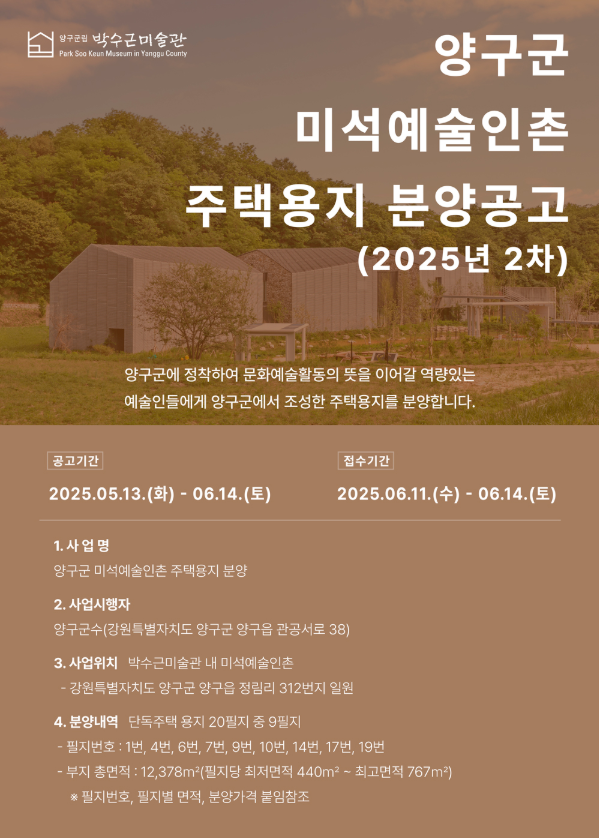 양구군립 박수근미술관
Park Soo Keun Museum in Yanggu County
양구군
미석예술인촌
주택용지 분양공고
(2025년 2차)
양구군에 정착하여 문화예술활동의 뜻을 이어갈 역량있는
예술인들에게 양구군에서 조성한 주택용지를 분양합니다.
공고기간
2025.05.13.(화) - 06.14.(토)
접수기간
2025.06.11.(수) - 06.14.(토)
1. 사 업 명
양구군 미석예술인촌 주택용지 분양
2. 사업시행자
양구군수(강원특별자치도 양구군 양구읍 관공서로 38)
3. 사업위치 박수근미술관 내 미석예술인촌
- 강원특별자치도 양구군 양구읍 정림리 312번지 일원
4. 분양내역 단독주택 용지 20필지 중 9필지
- 필지번호 : 1번, 4번, 6번, 7번, 9번, 10번, 14번, 17번, 19번
- 부지 총면적 : 12,378m²(필지당 최저면적 440m² ~ 최고면적 767m²)
※ 필지번호, 필지별 면적, 분양가격 붙임참조